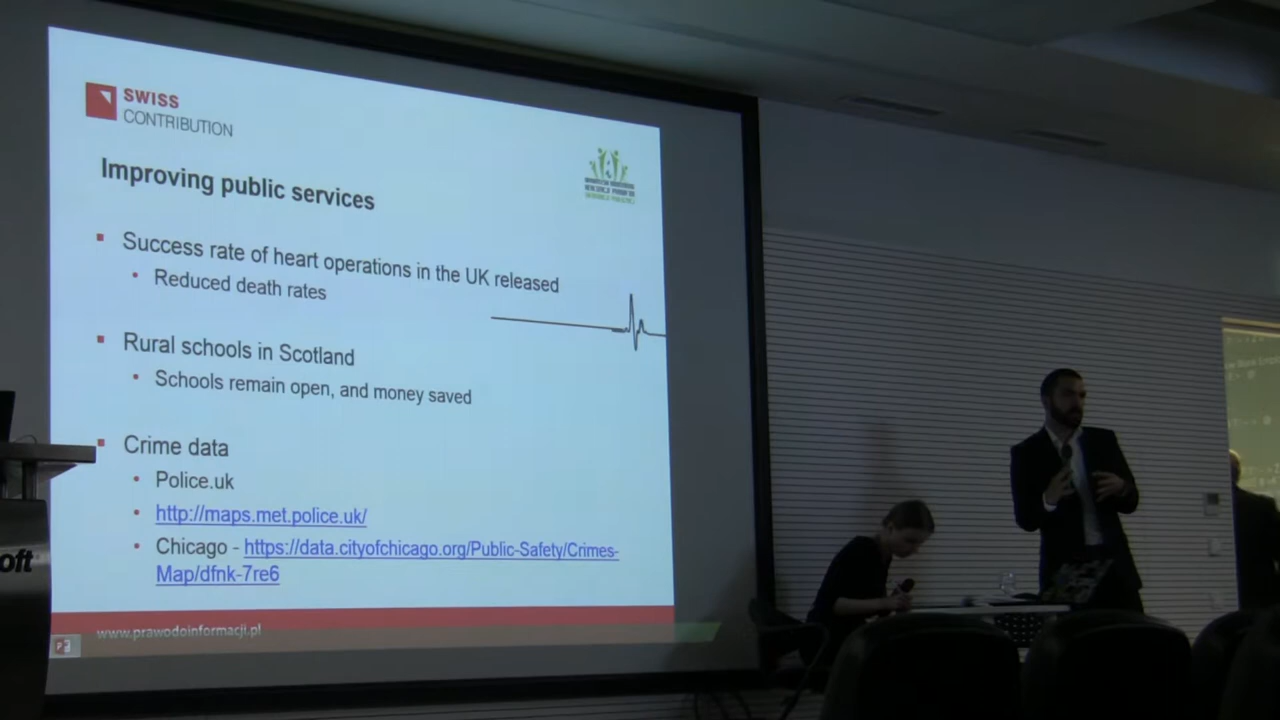 SWISS
CONTRIBUTION
Improving public services
Success rate of heart operations in the UK released
Reduced death rates
Rural schools in Scotland
Schools remain open, and money saved
Crime data
Police.uk
http://maps.met.police.uk/
Chicago - https://data.cityofchicago.org/Public-Safety/Crimes-
Map/dfnk-7re6
www.prawodoinformacji.pl
oft